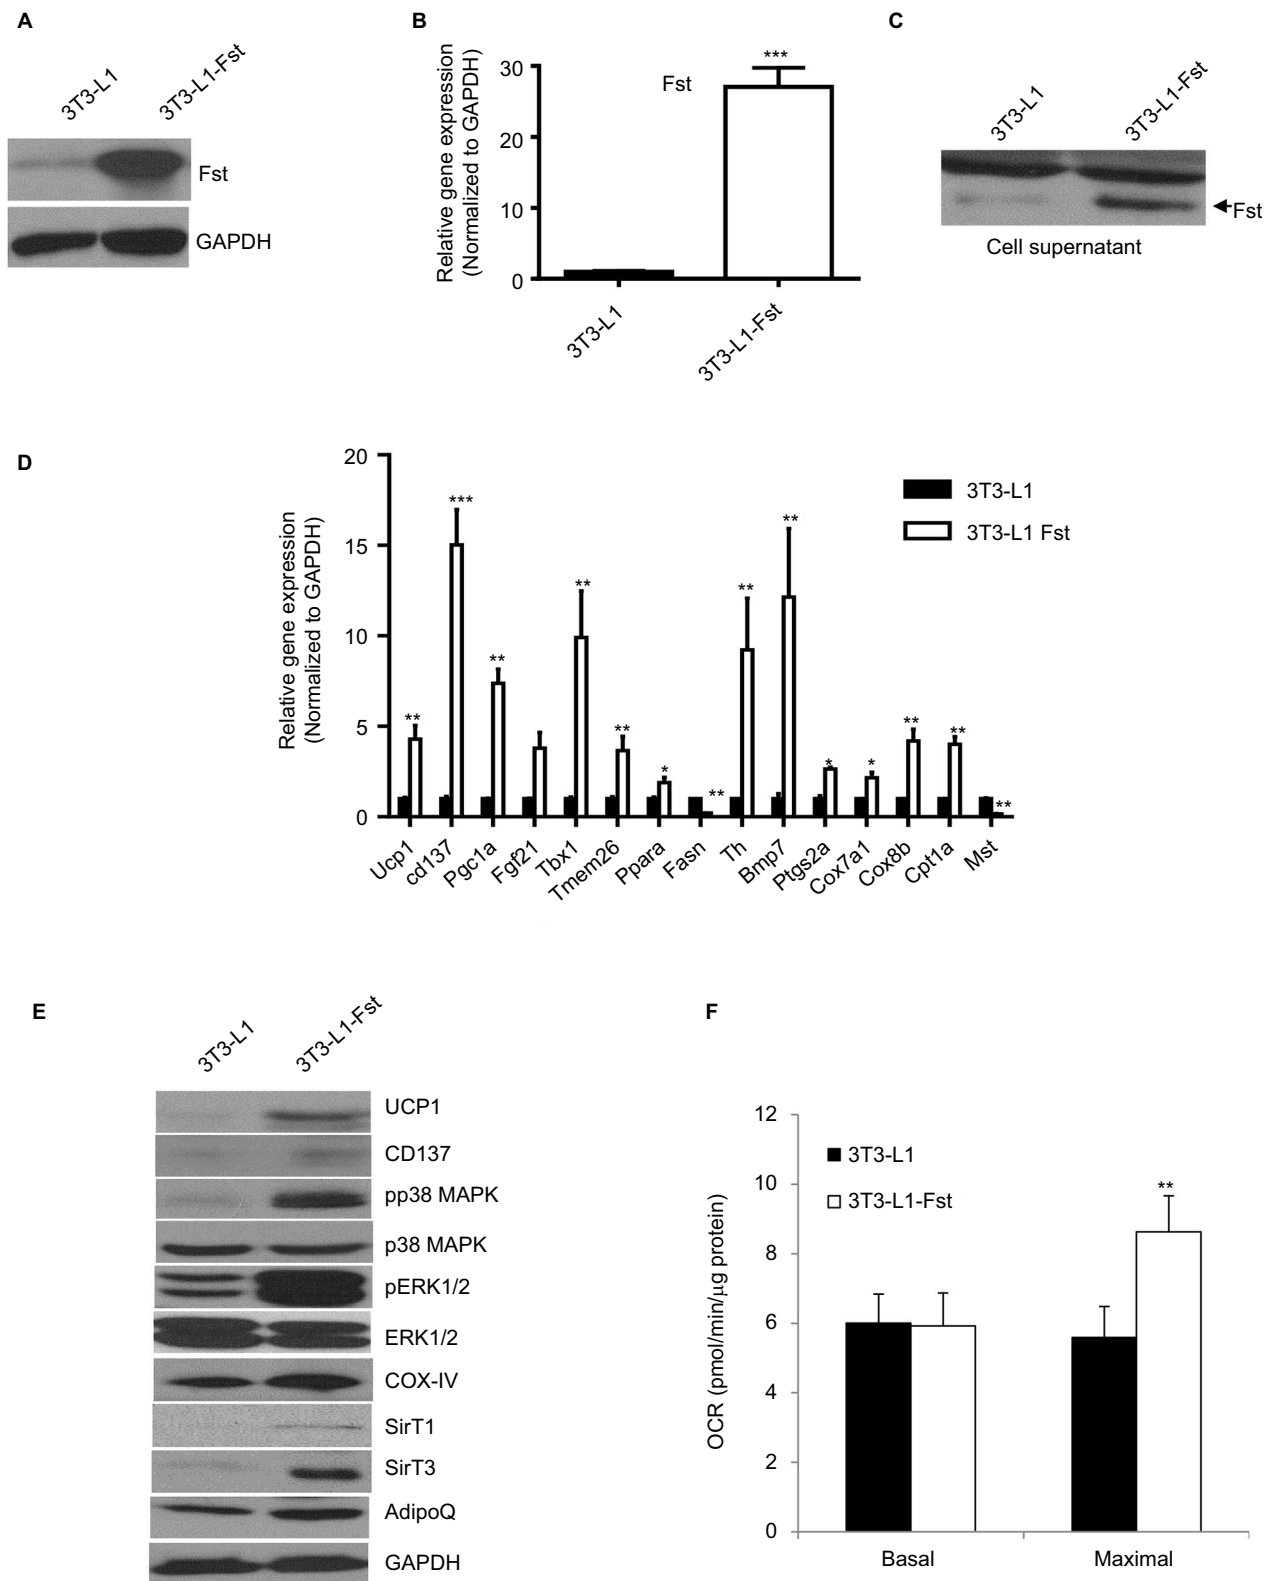 A
3T3-L1
3T3-L1-Fst
Fst
GAPDH
B
Relative gene expression
(Normalized to GAPDH)
30
20
10
0
Fst
***
3T3-L1
3T3-L1-Fst
C
3T3-L1
3T3-L1-Fst
Fst
Cell supernatant
D
Relative gene expression
(Normalized to GAPDH)
20
15
10
5
0
**
***
**
**
**
*
**
**
**
*
*
**
**
**
3T3-L1
3T3-L1 Fst
Ucp1
cd137
Pgc1a
Fgf21
Tbx1
Tmem26
Ppara
Fasn
Th
Bmp7
Ptgs2a
Cox7a1
Cox8b
Cpt1a
Mst
E
3T3-L1
3T3-L1-Fst
UCP1
CD137
pp38 MAPK
p38 MAPK
pERK1/2
ERK1/2
COX-IV
SirT1
SirT3
AdipoQ
GAPDH
F
OCR (pmol/min/µg protein)
12
10
8
6
4
2
0
3T3-L1
3T3-L1-Fst
**
Basal
Maximal